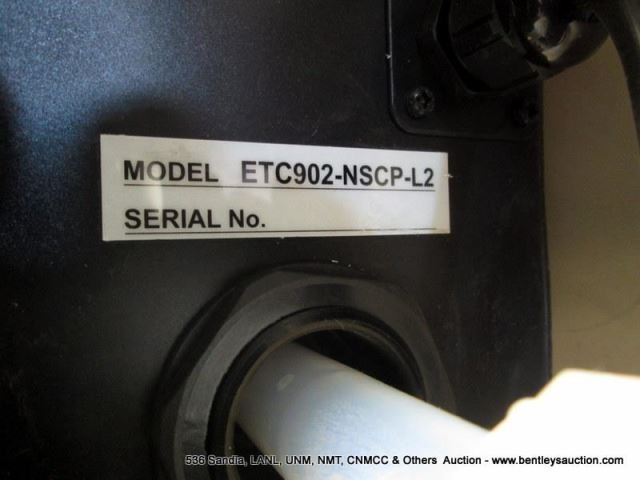 MODEL ETC902-NSCP-L2
SERIAL No.
536 Sandia, LANL, UNM, NMT, CNMCC & Others Auction - www.bentleysauction.com